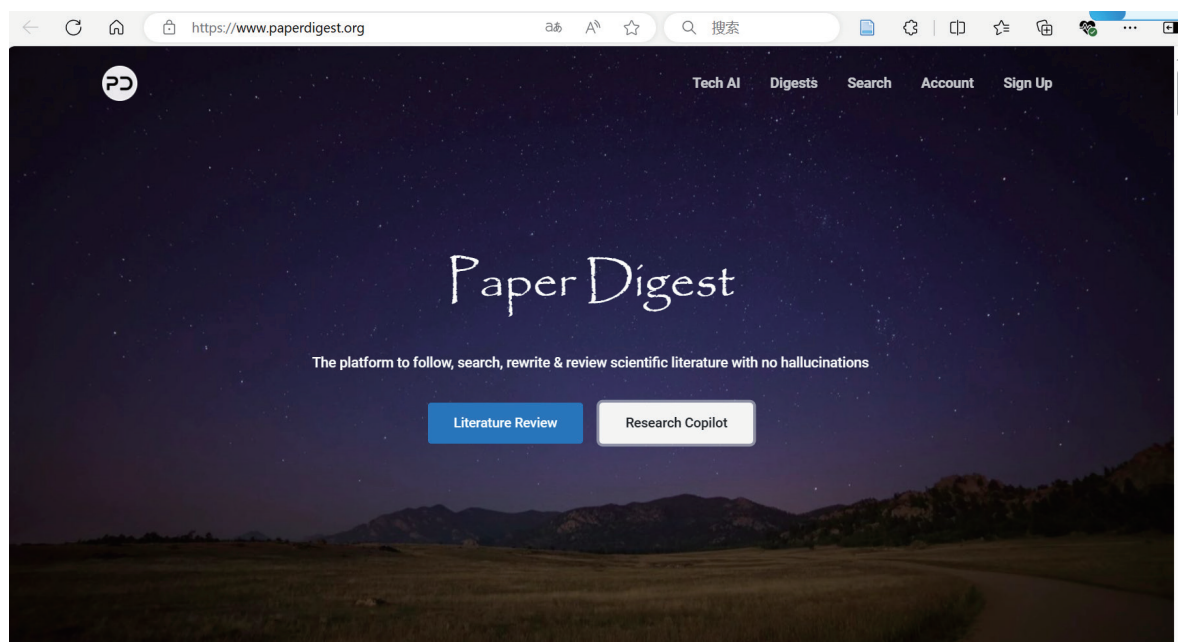 https://www.paperdigest.org
aあ
A
搜索
PD
Tech AI Digests Search Account Sign Up
Paper Digest
The platform to follow, search, rewrite & review scientific literature with no hallucinations
Literature Review Research Copilot